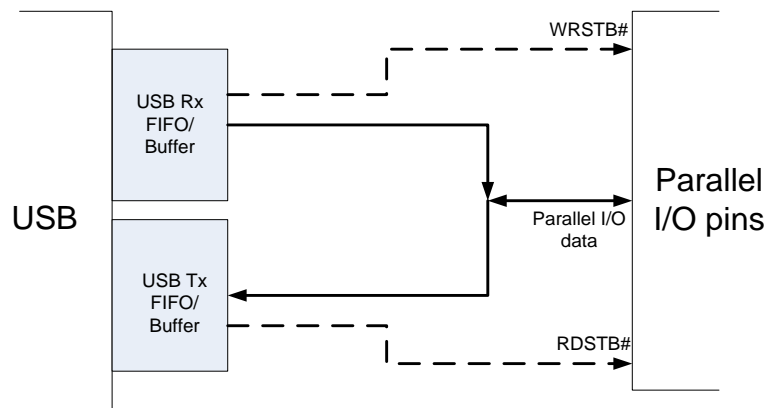 WRSTB#
USB Rx
FIFO/
Buffer
USB
Parallel
I/O pins
Parallel I/O
data
USB Tx
FIFO/
Buffer
RDSTB#